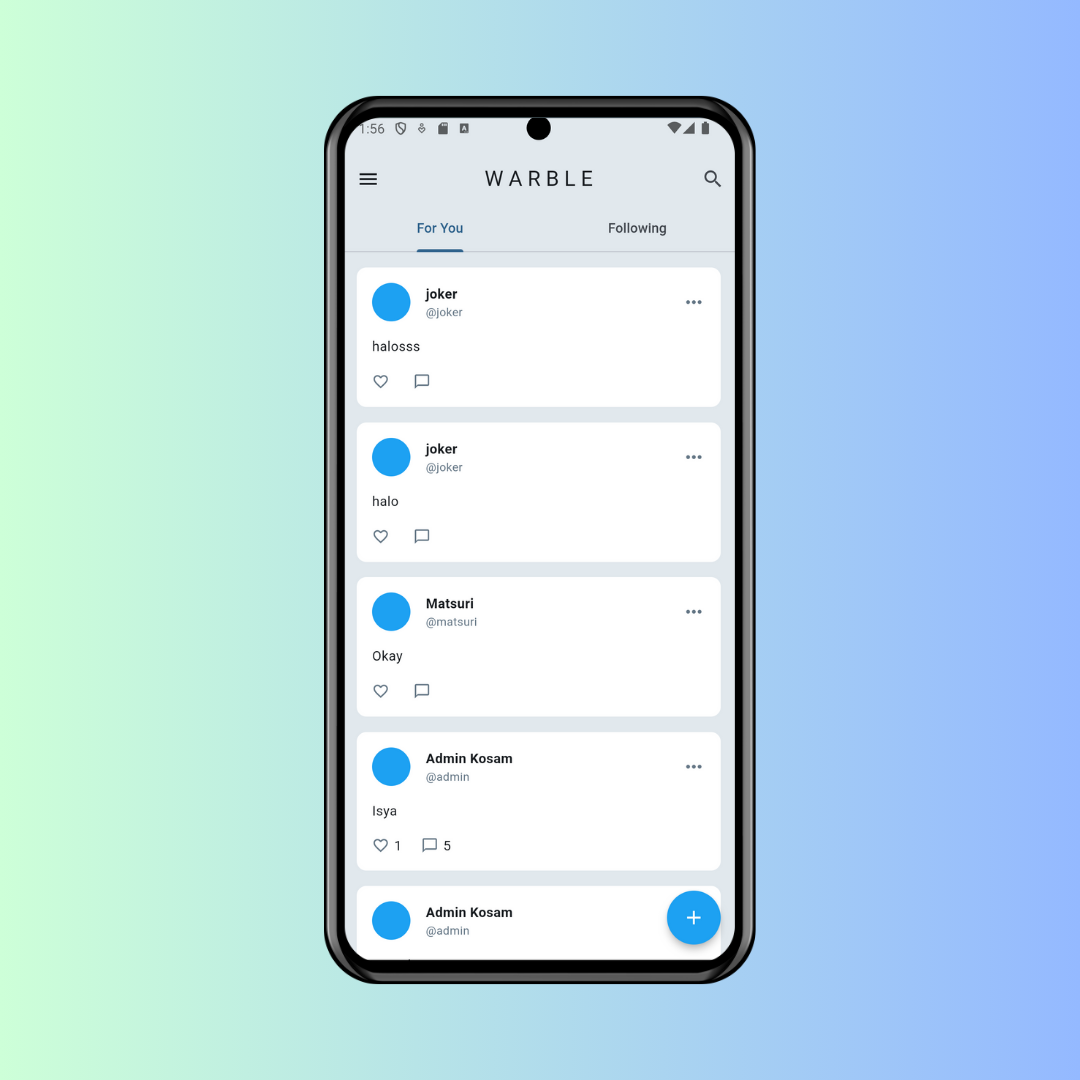 1:56
WARBLE
For You
Following
joker
@joker
halosss
joker
@joker
halo
Matsuri
@matsuri
Okay
Admin Kosam
@admin
Isya
1 5
Admin Kosam
@admin